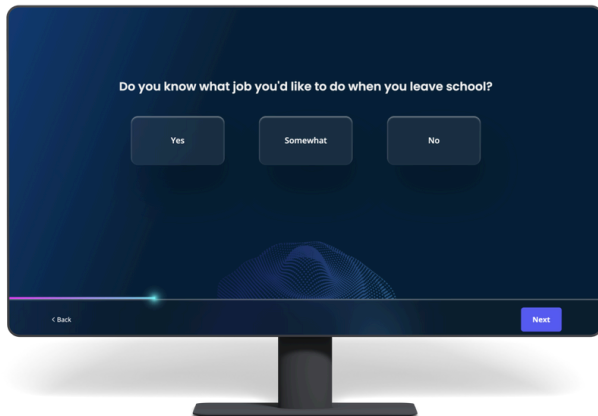 Do you know what job you'd like to do when you leave school?
Yes Somewhat No
< Back Next